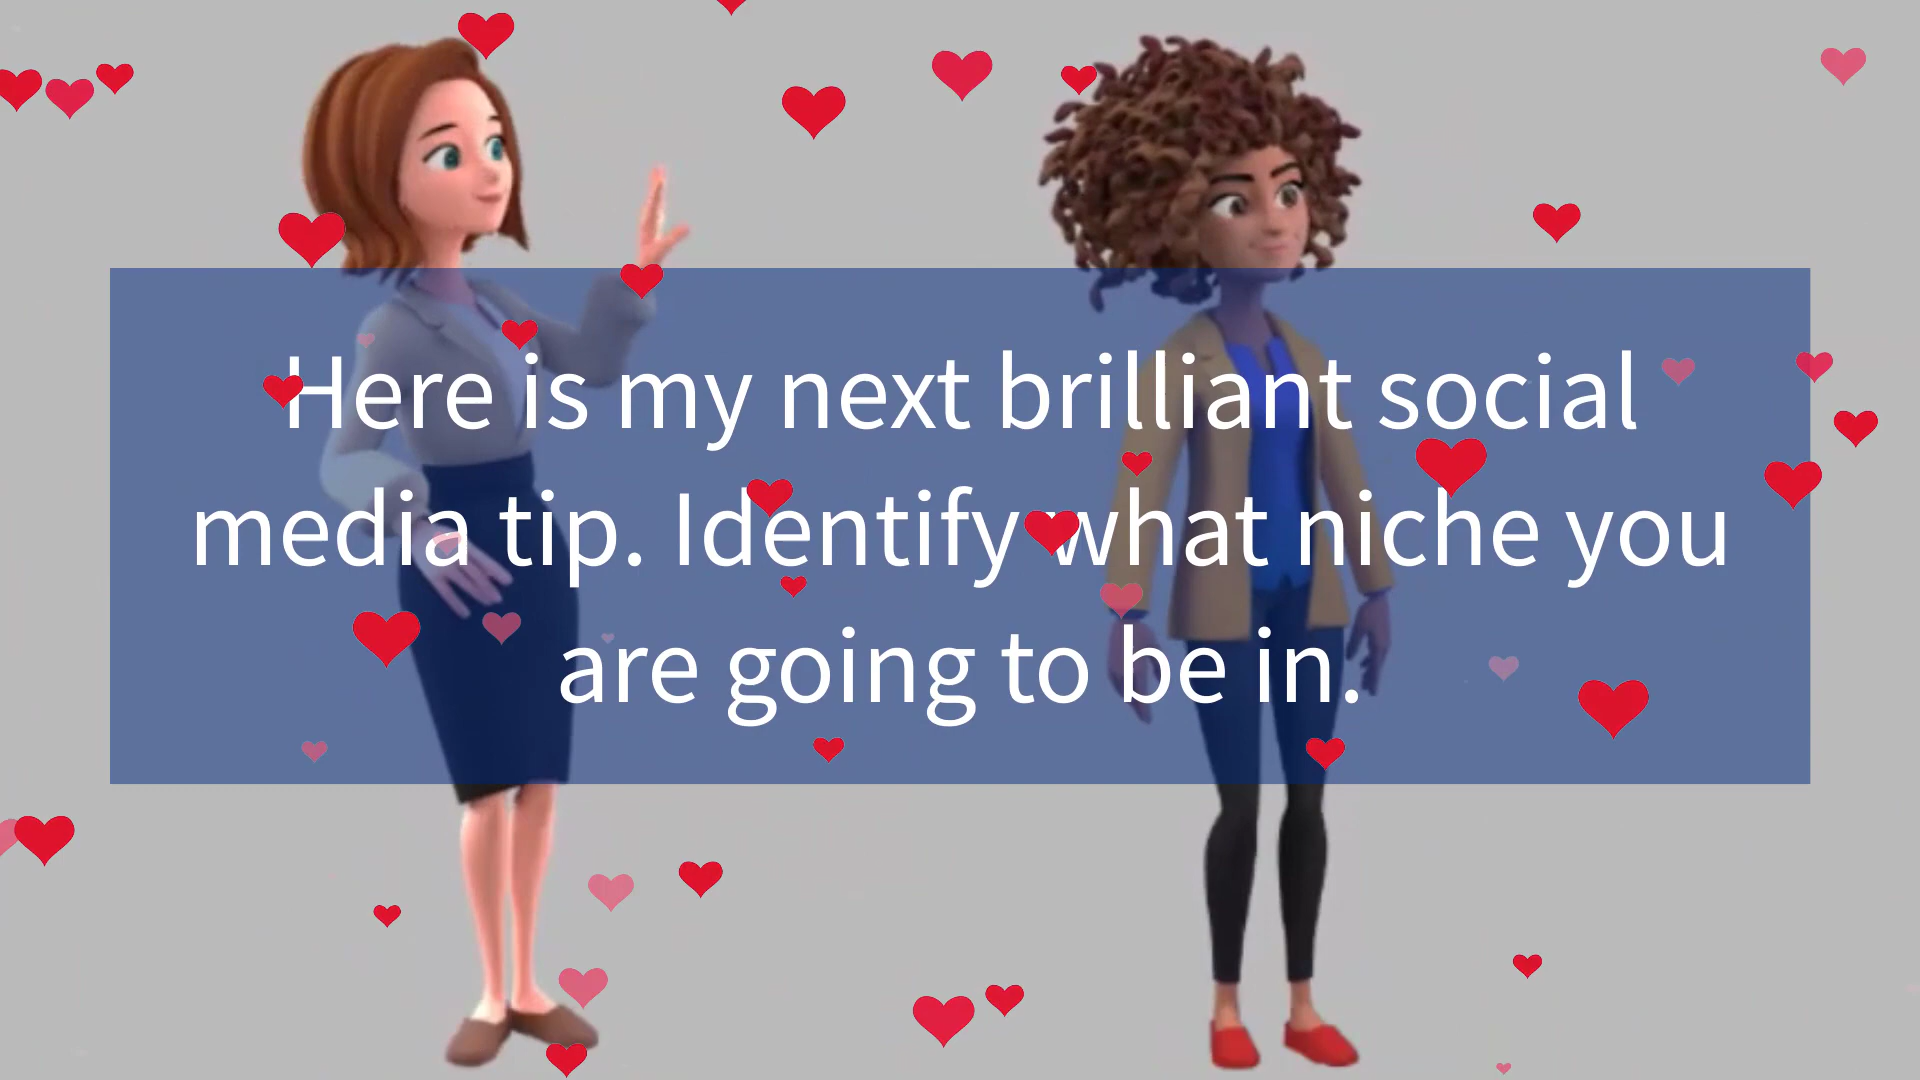 Here is my next brilliant social
media tip. Identify what niche you
are going to be in.